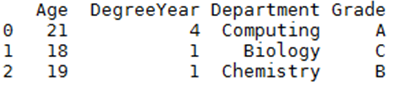 Age DegreeYear Department Grade
0 21 4 Computing A
1 18 1 Biology C
2 19 1 Chemistry B